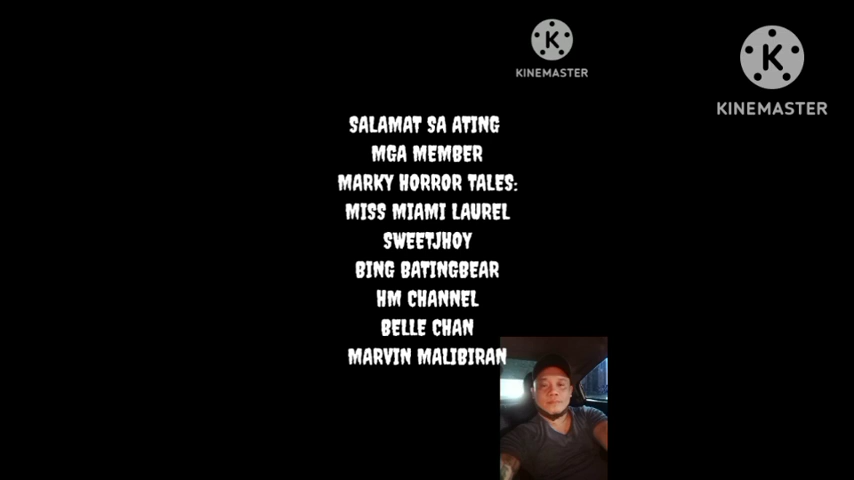 KINEMASTER
KINEMASTER
SALAMAT SA ATING
MGA MEMBER
MARKY HORROR TALES:
MISS MIAMI LAUREL
SWEETJHOY
BING BATINGBEAR
HM CHANNEL
BELLE CHAN
MARVIN MALIBIRAN